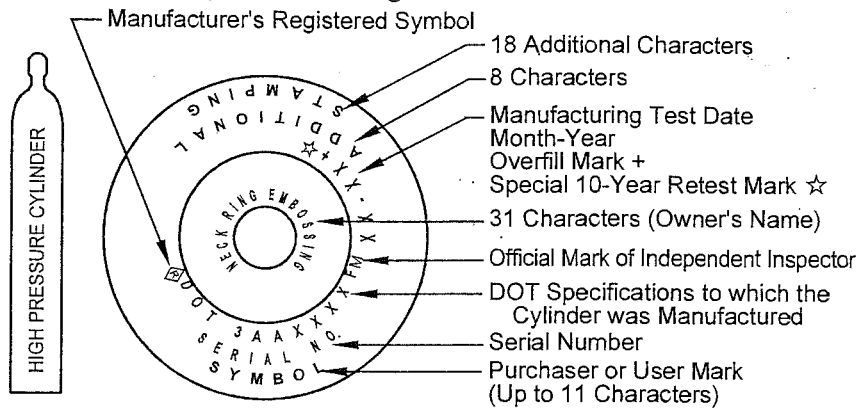 Manufacturer's Registered Symbol
18 Additional Characters
8 Characters
Manufacturing Test Date
Month-Year
Overfill Mark +
Special 10-Year Retest Mark ☆
31 Characters (Owner's Name)
Official Mark of Independent Inspector
DOT Specifications to which the
Cylinder was Manufactured
Serial Number
Purchaser or User Mark
(Up to 11 Characters)
HIGH PRESSURE CYLINDER
STAMPING
ADDITIONAL
☆ + XX-XX FM
NECK RING EMBOSSING
DOT 3AAXXXX
SERIAL NO.
SYMBOL